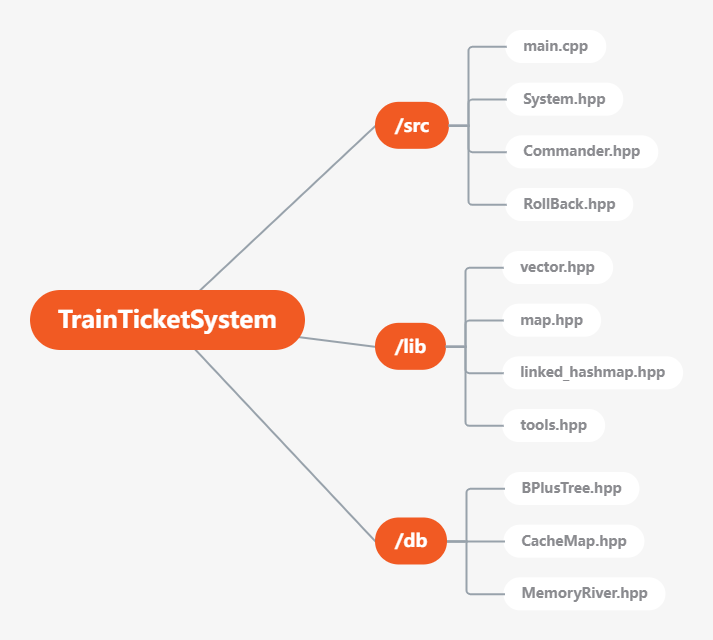 TrainTicketSystem
/src
main.cpp
System.hpp
Commander.hpp
RollBack.hpp
/lib
vector.hpp
map.hpp
linked_hashmap.hpp
tools.hpp
/db
BPlusTree.hpp
CacheMap.hpp
MemoryRiver.hpp